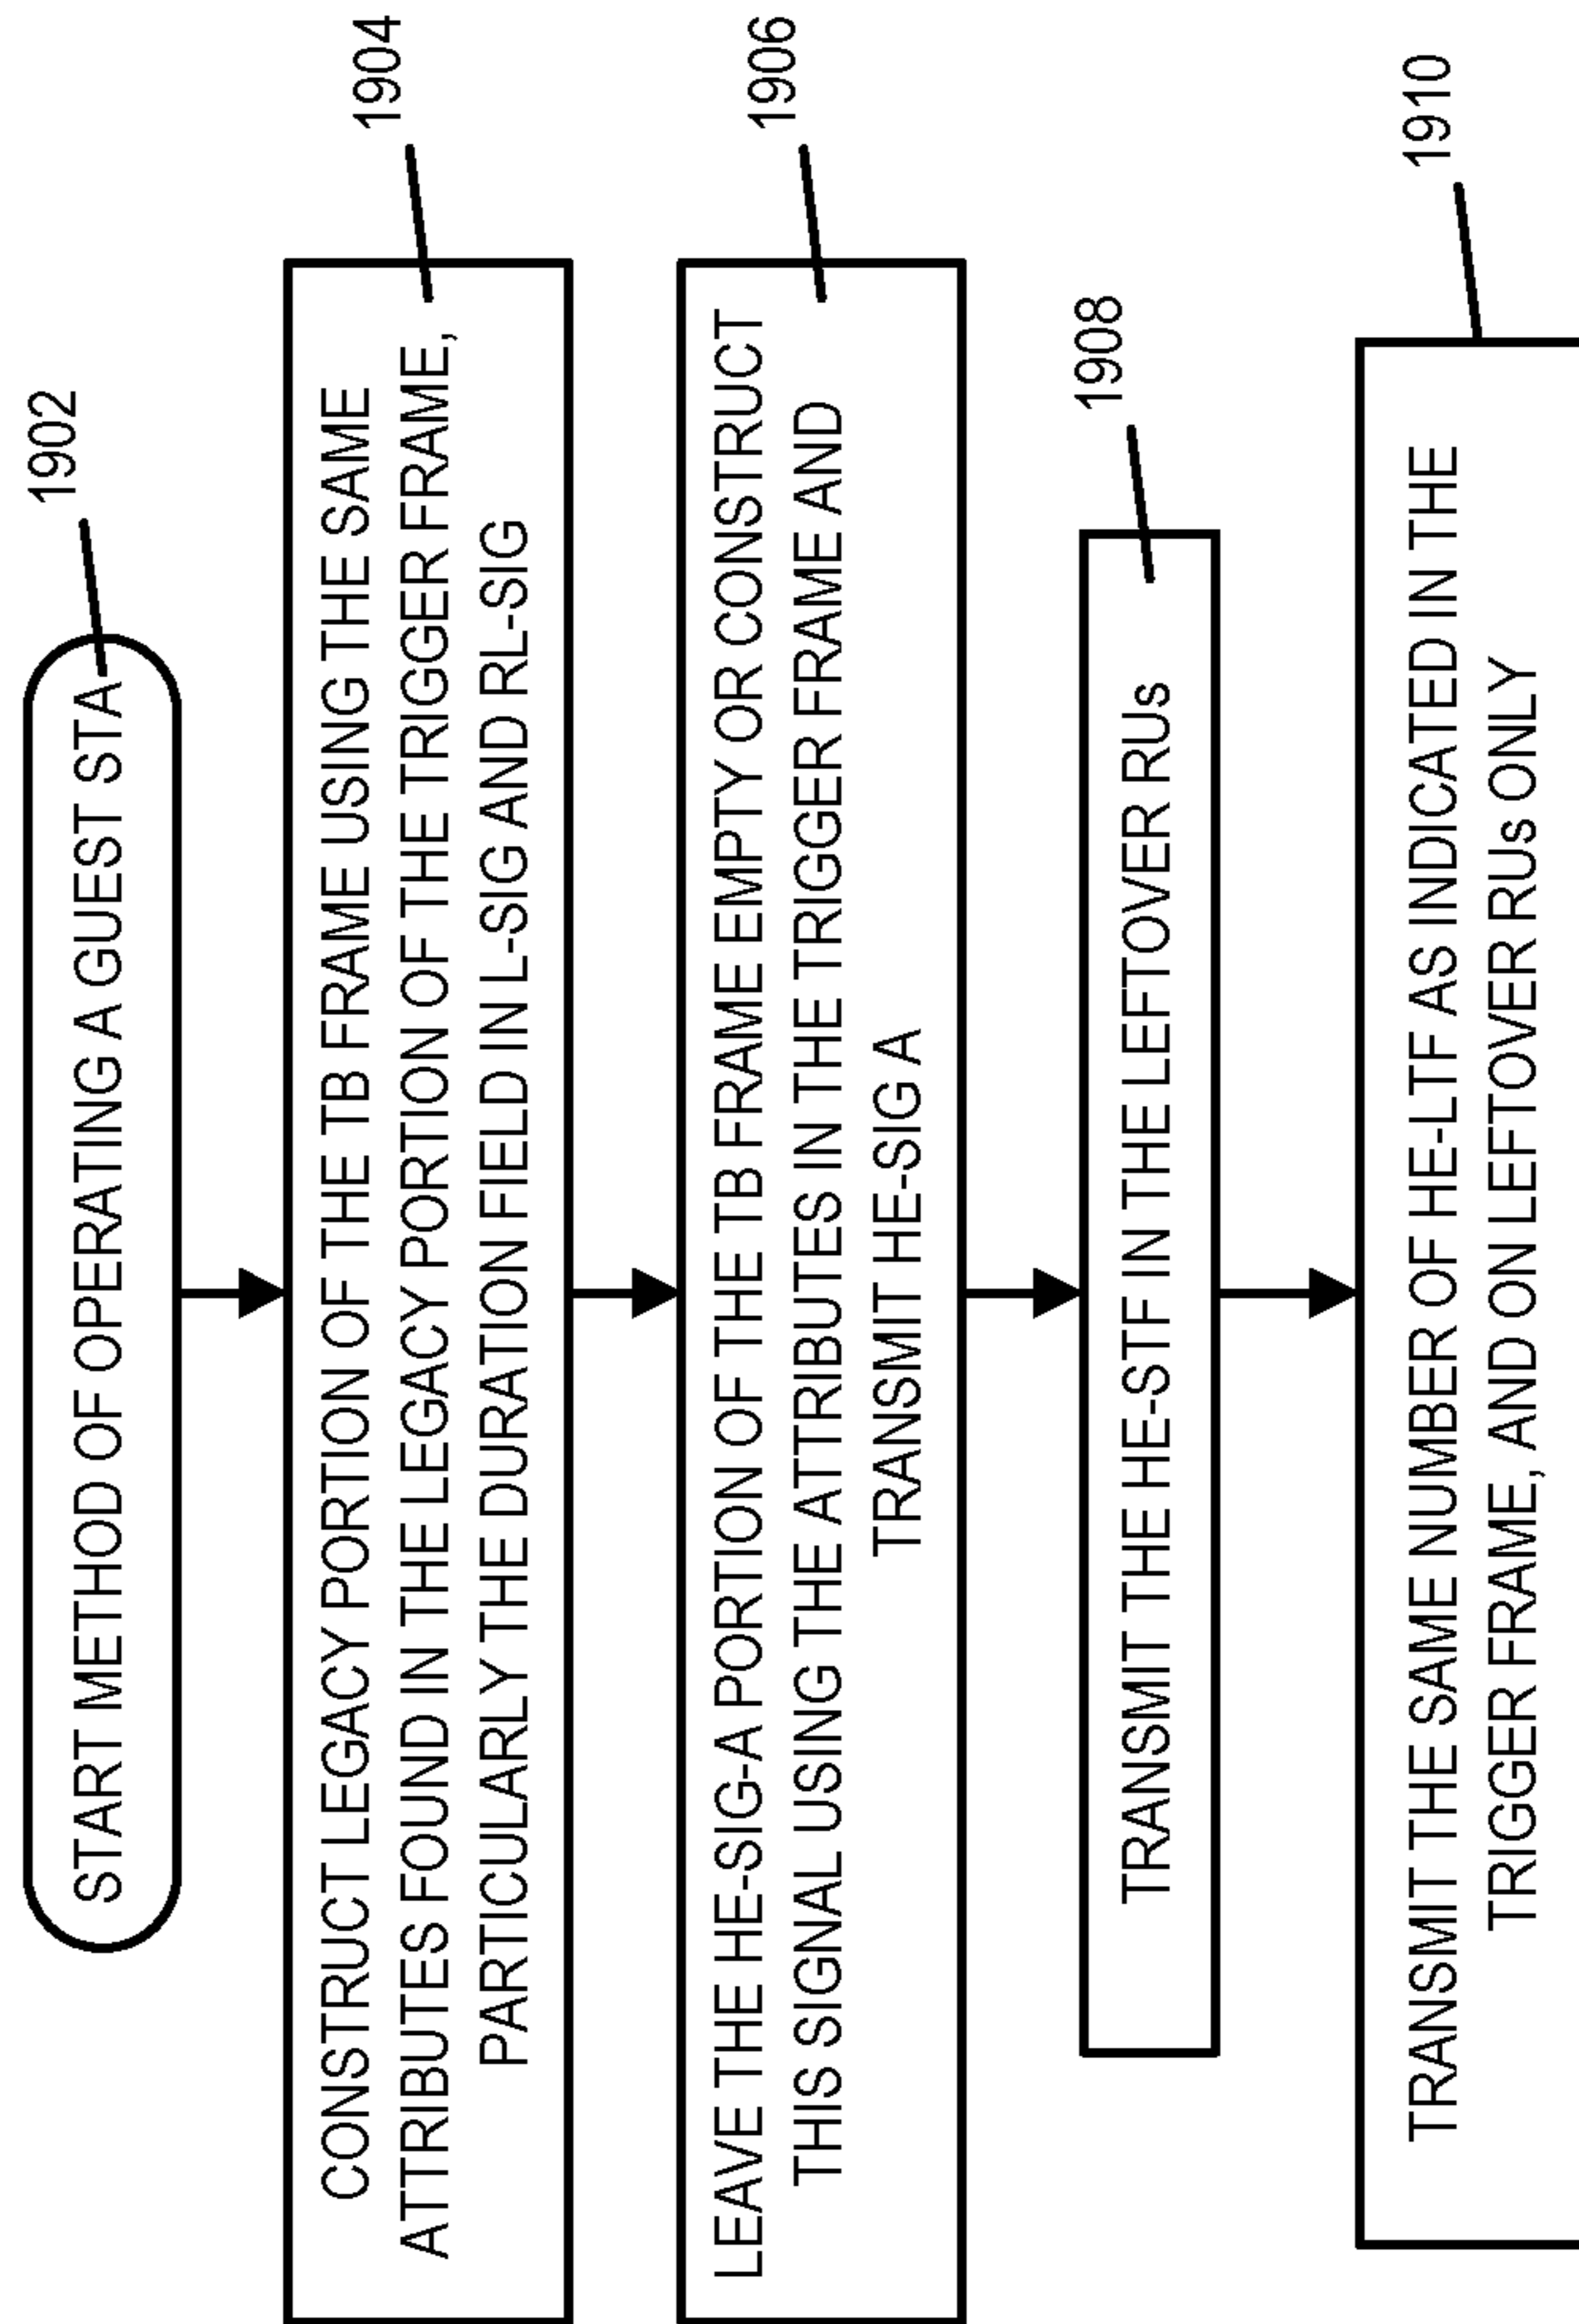 1902
START METHOD OF OPERATING A GUEST STA
1904
CONSTRUCT LEGACY PORTION OF THE TB FRAME USING THE SAME
ATTRIBUTES FOUND IN THE LEGACY PORTION OF THE TRIGGER FRAME,
PARTICULARLY THE DURATION FIELD IN L-SIG AND RL-SIG
1906
LEAVE THE HE-SIG-A PORTION OF THE TB FRAME EMPTY OR CONSTRUCT
THIS SIGNAL USING THE ATTRIBUTES IN THE TRIGGER FRAME AND
TRANSMIT HE-SIG A
1908
TRANSMIT THE HE-STF IN THE LEFTOVER RUs
1910
TRANSMIT THE SAME NUMBER OF HE-LTF AS INDICATED IN THE
TRIGGER FRAME, AND ON LEFTOVER RUs ONLY